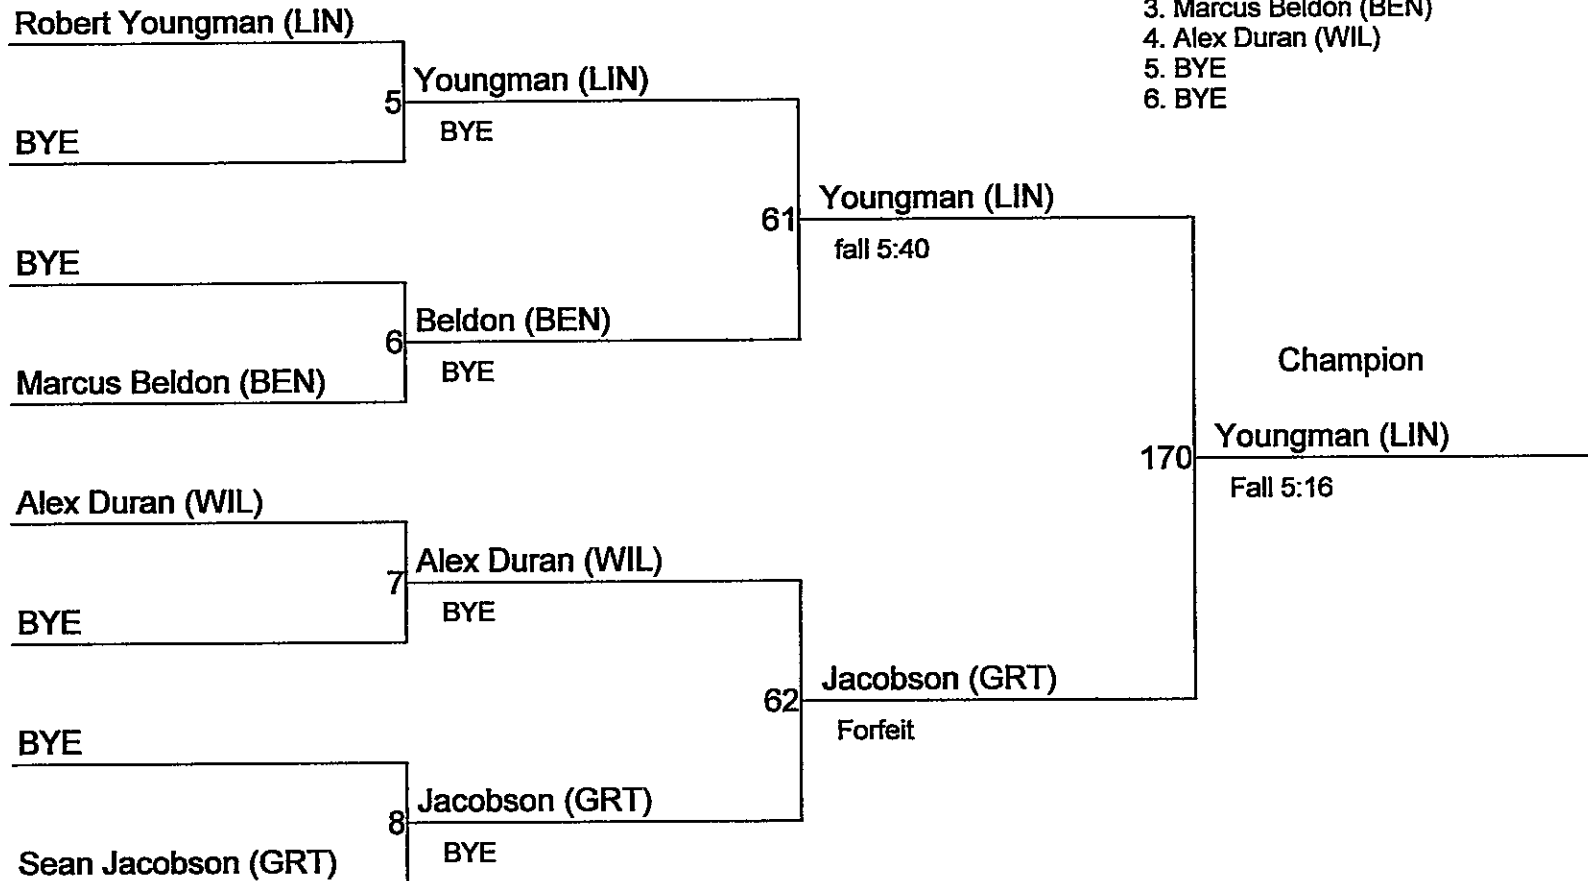 Robert Youngman (LIN)
3. Marcus Beldon (BEN)
4. Alex Duran (WIL)
5. BYE
6. BYE
5
Youngman (LIN)
BYE
BYE
61
Youngman (LIN)
fall 5:40
BYE
6
Beldon (BEN)
BYE
Marcus Beldon (BEN)
Champion
170
Youngman (LIN)
Fall 5:16
Alex Duran (WIL)
7
Alex Duran (WIL)
BYE
BYE
62
Jacobson (GRT)
Forfeit
BYE
8
Jacobson (GRT)
BYE
Sean Jacobson (GRT)